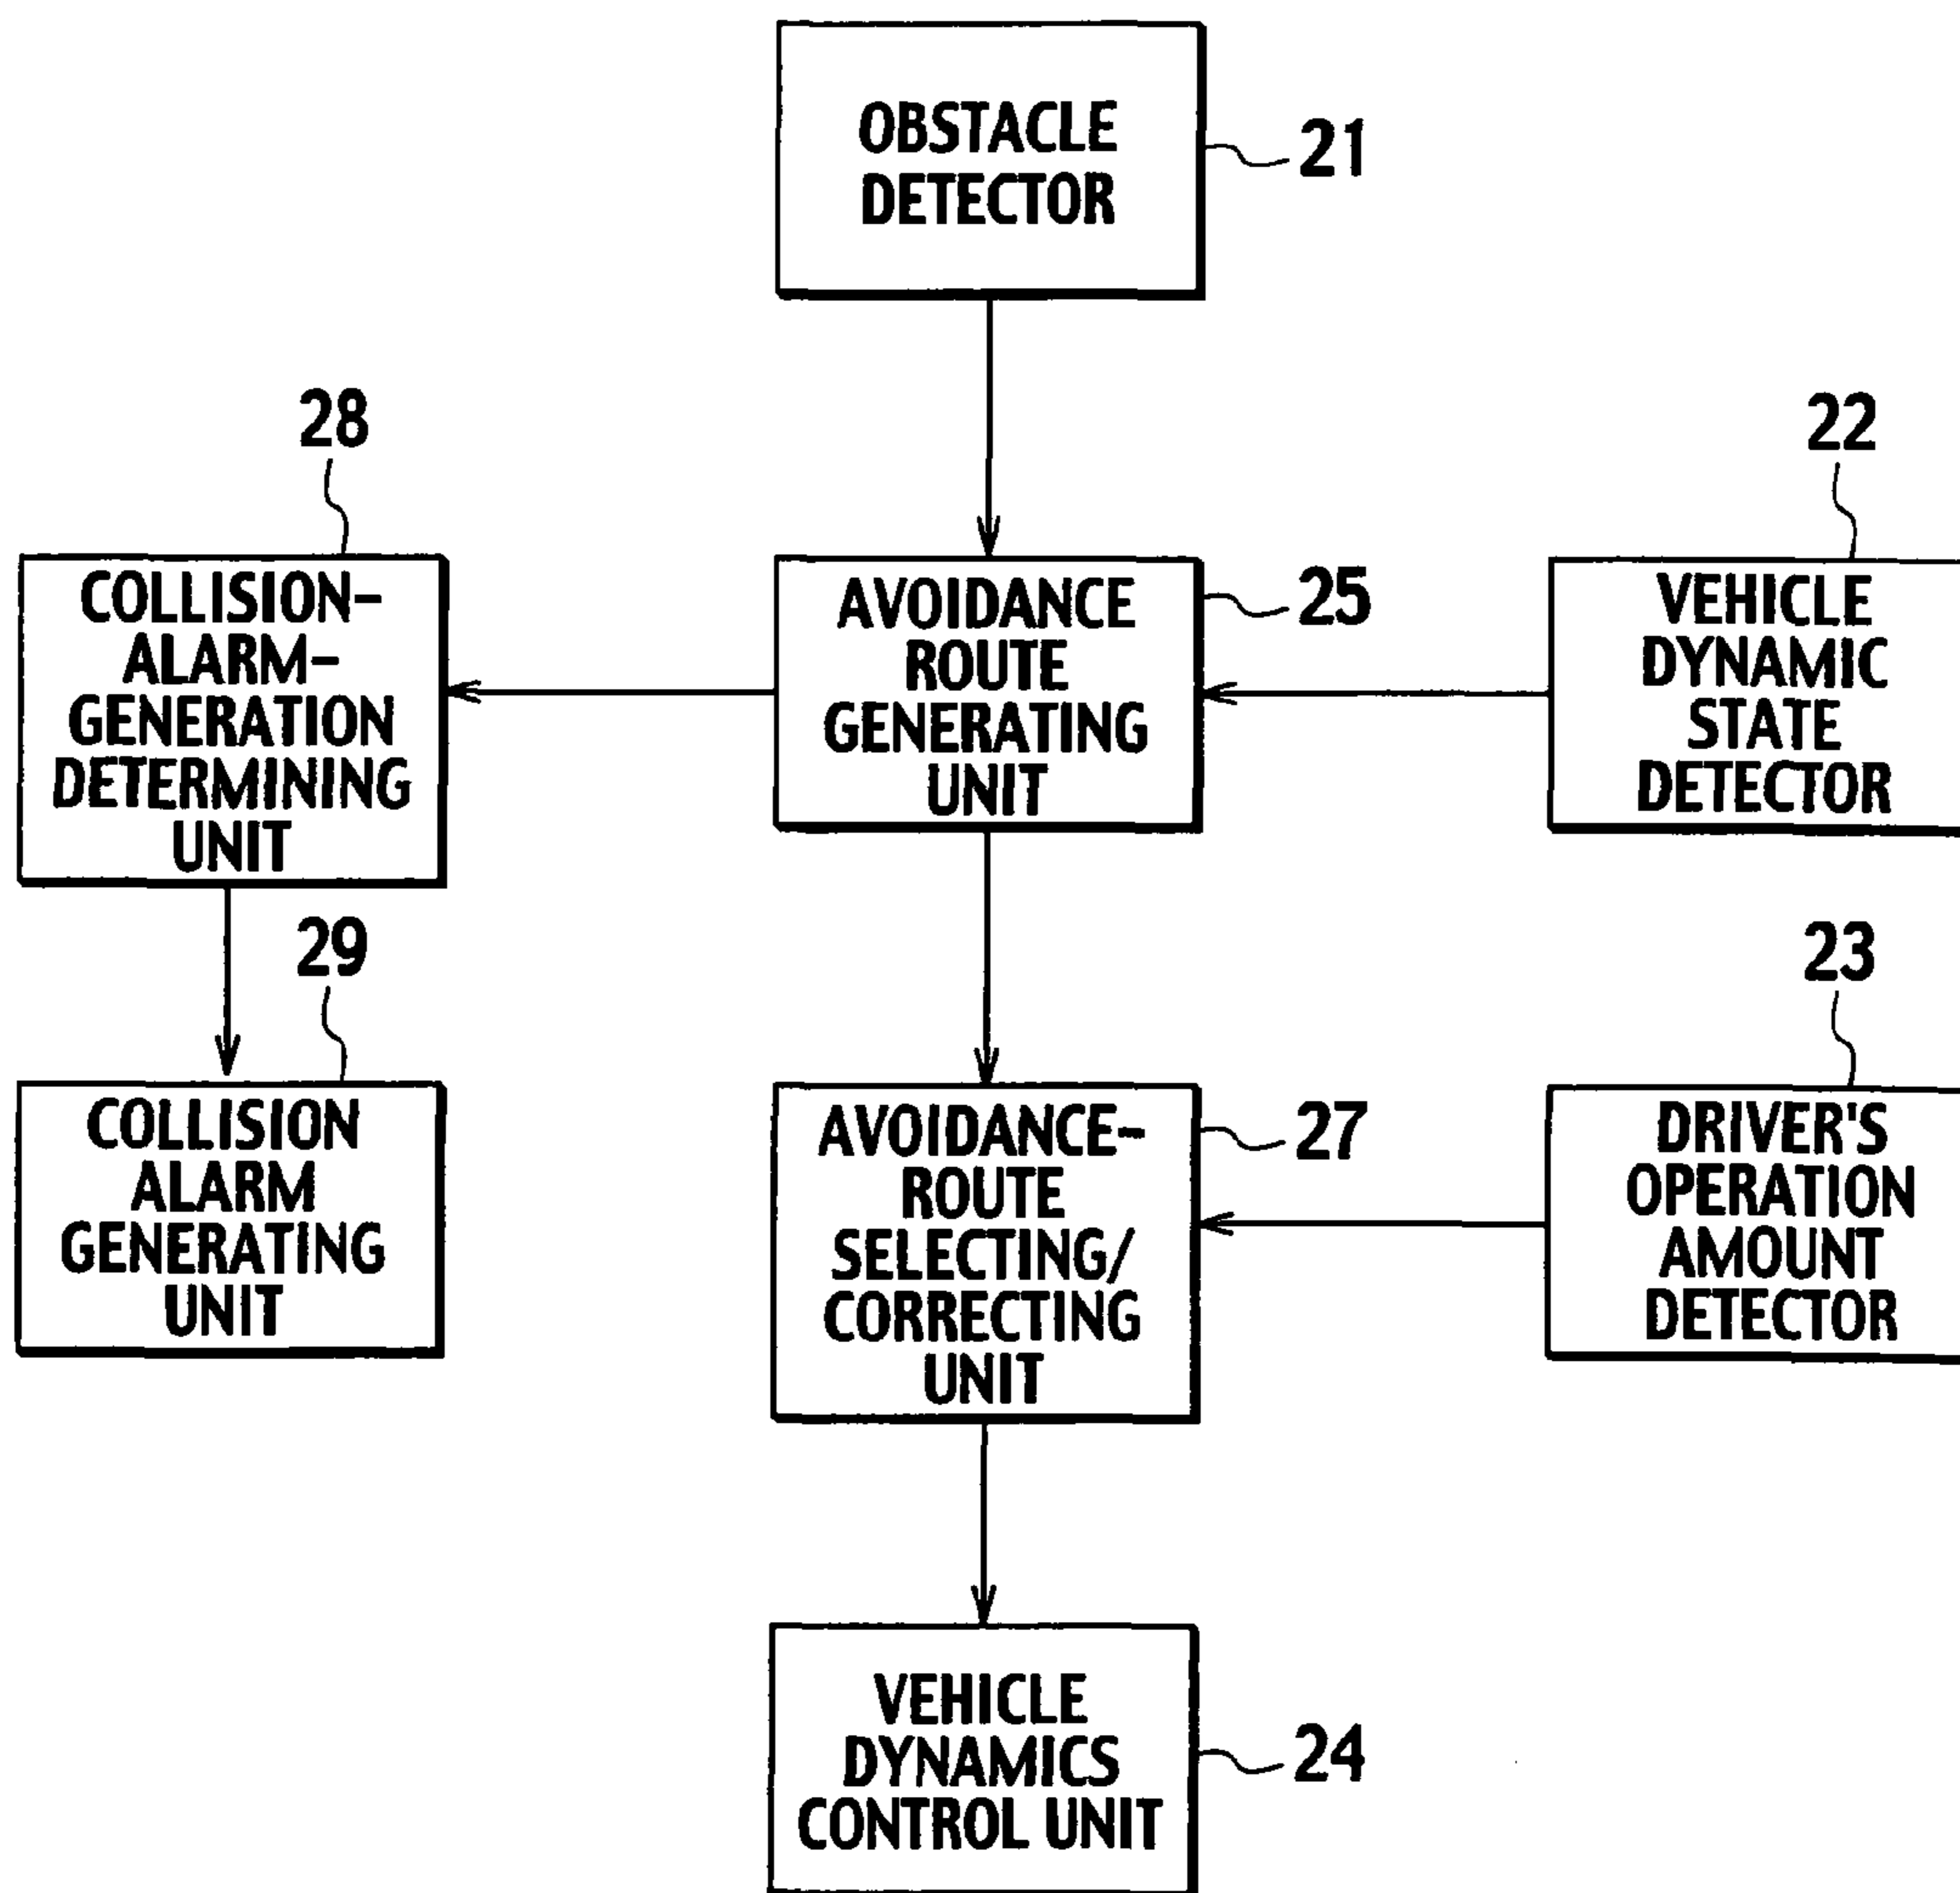 OBSTACLE
DETECTOR
21
28
22
COLLISION-
ALARM-
GENERATION
DETERMINING
UNIT
AVOIDANCE
ROUTE
GENERATING
UNIT
25
VEHICLE
DYNAMIC
STATE
DETECTOR
29
23
COLLISION
ALARM
GENERATING
UNIT
AVOIDANCE-
ROUTE
SELECTING/
CORRECTING
UNIT
27
DRIVER'S
OPERATION
AMOUNT
DETECTOR
VEHICLE
DYNAMICS
CONTROL UNIT
24